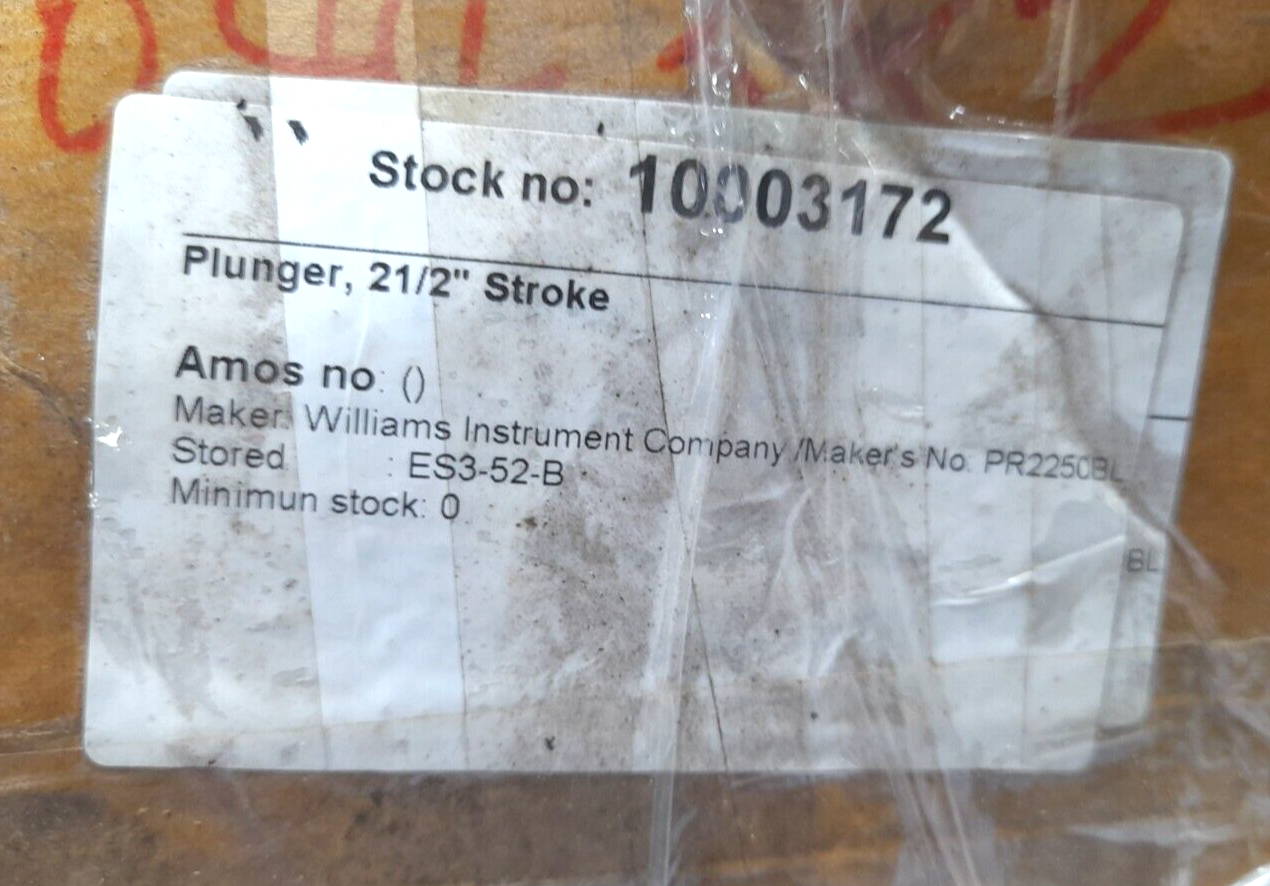 Stock no: 10003172
Plunger, 21/2" Stroke
Amos no: ()
Maker: Williams Instrument Company /Maker's No. PR2250BL
Stored : ES3-52-B
Minimun stock: 0
BL